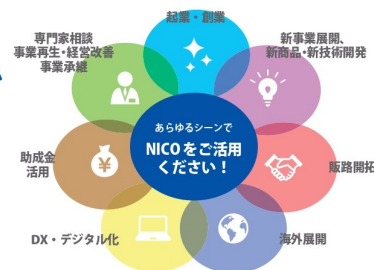 起業・創業
専門家相談
事業再生・経営改善
事業承継
新事業展開、
新商品・新技術開発
あらゆるシーンで
NICOをご活用
ください！
助成金
活用
販路開拓
DX・デジタル化
海外展開